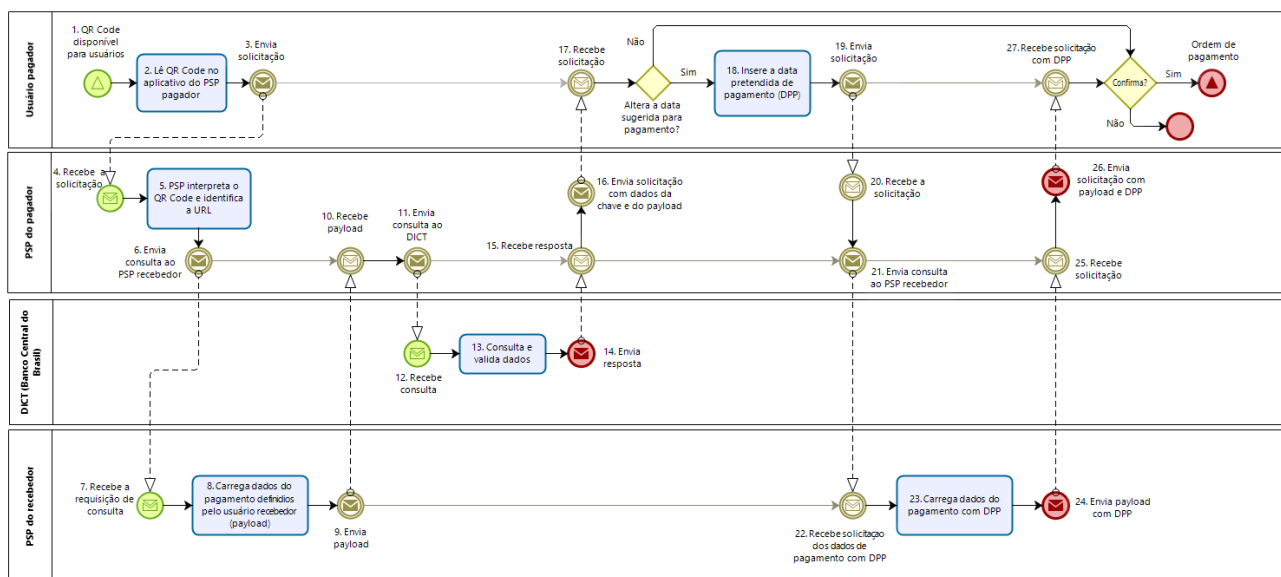 Usuário pagador
1. QR Code
disponível
para usuários
2. Lê QR Code no
aplicativo do PSP
pagador
3. Envia
solicitação
17. Recebe
solicitação
Não
Sim
Altera a data
sugerida para
pagamento?
18. Insere a data
pretendida de
pagamento (DPP)
19. Envia
solicitação
27. Recebe solicitação
com DPP
Confirma?
Sim
Não
Ordem de
pagamento
PSP do pagador
4. Recebe a
solicitação
5. PSP interpreta o
QR Code e identifica
a URL
6. Envia
consulta ao
PSP recebedor
10. Recebe
payload
11. Envia
consulta ao
DICT
15. Recebe resposta
16. Envia solicitação
com dados da
chave e do payload
20. Recebe a
solicitação
21. Envia consulta
ao PSP recebedor
25. Recebe
solicitação
26. Envia
solicitação com
payload e DPP
DICT (Banco Central do
Brasil)
12. Recebe
consulta
13. Consulta e
valida dados
14. Envia
resposta
PSP do recebedor
7. Recebe a
requisição de
consulta
8. Carrega dados do
pagamento definidios
pelo usuário recebedor
(payload)
9. Envia
payload
22. Recebe solicitaçao
dos dados de
pagamento com DPP
23. Carrega dados do
pagamento com DPP
24. Envia payload
com DPP